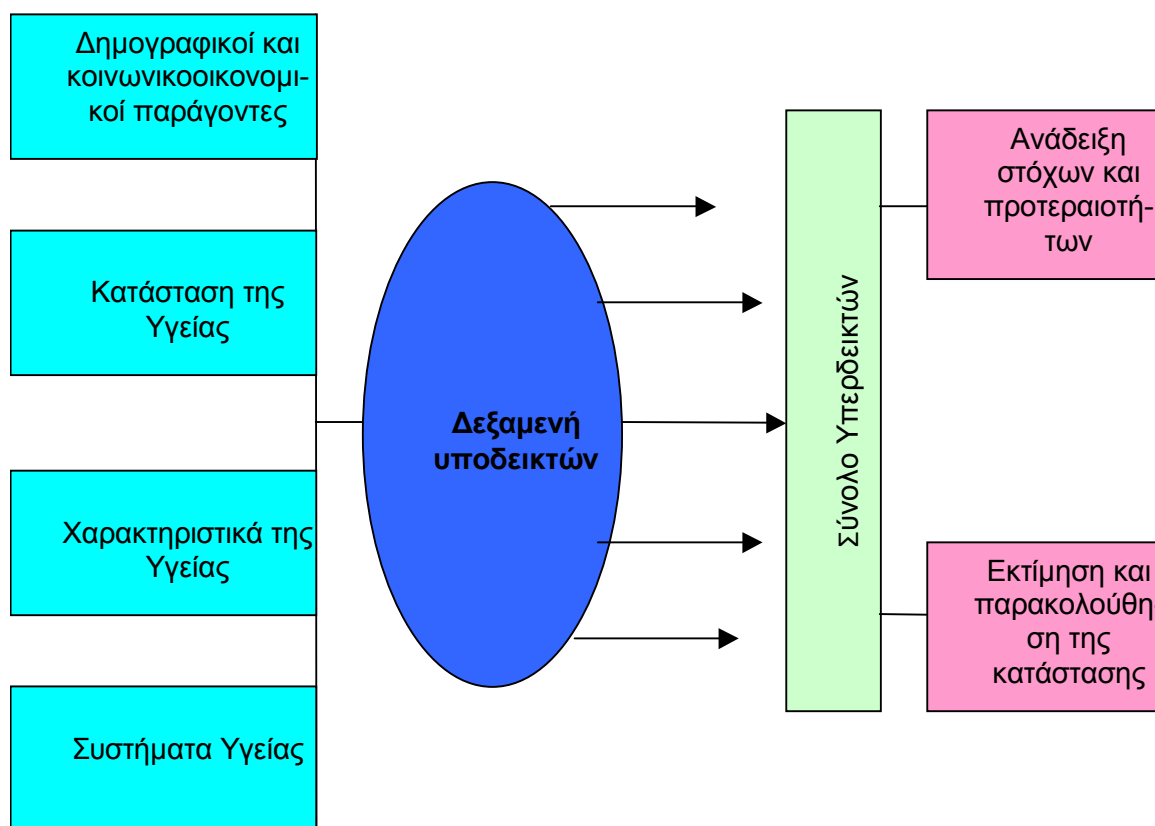 Δημογραφικοί και
κοινωνικοοικονομι-
κοί παράγοντες
Κατάσταση της
Υγείας
Χαρακτηριστικά της
Υγείας
Συστήματα Υγείας
Δεξαμενή
υποδεικτών
Σύνολο Υπερδεικτών
Ανάδειξη
στόχων και
προτεραιοτή-
των
Εκτίμηση και
παρακολούθη-
ση της
κατάστασης